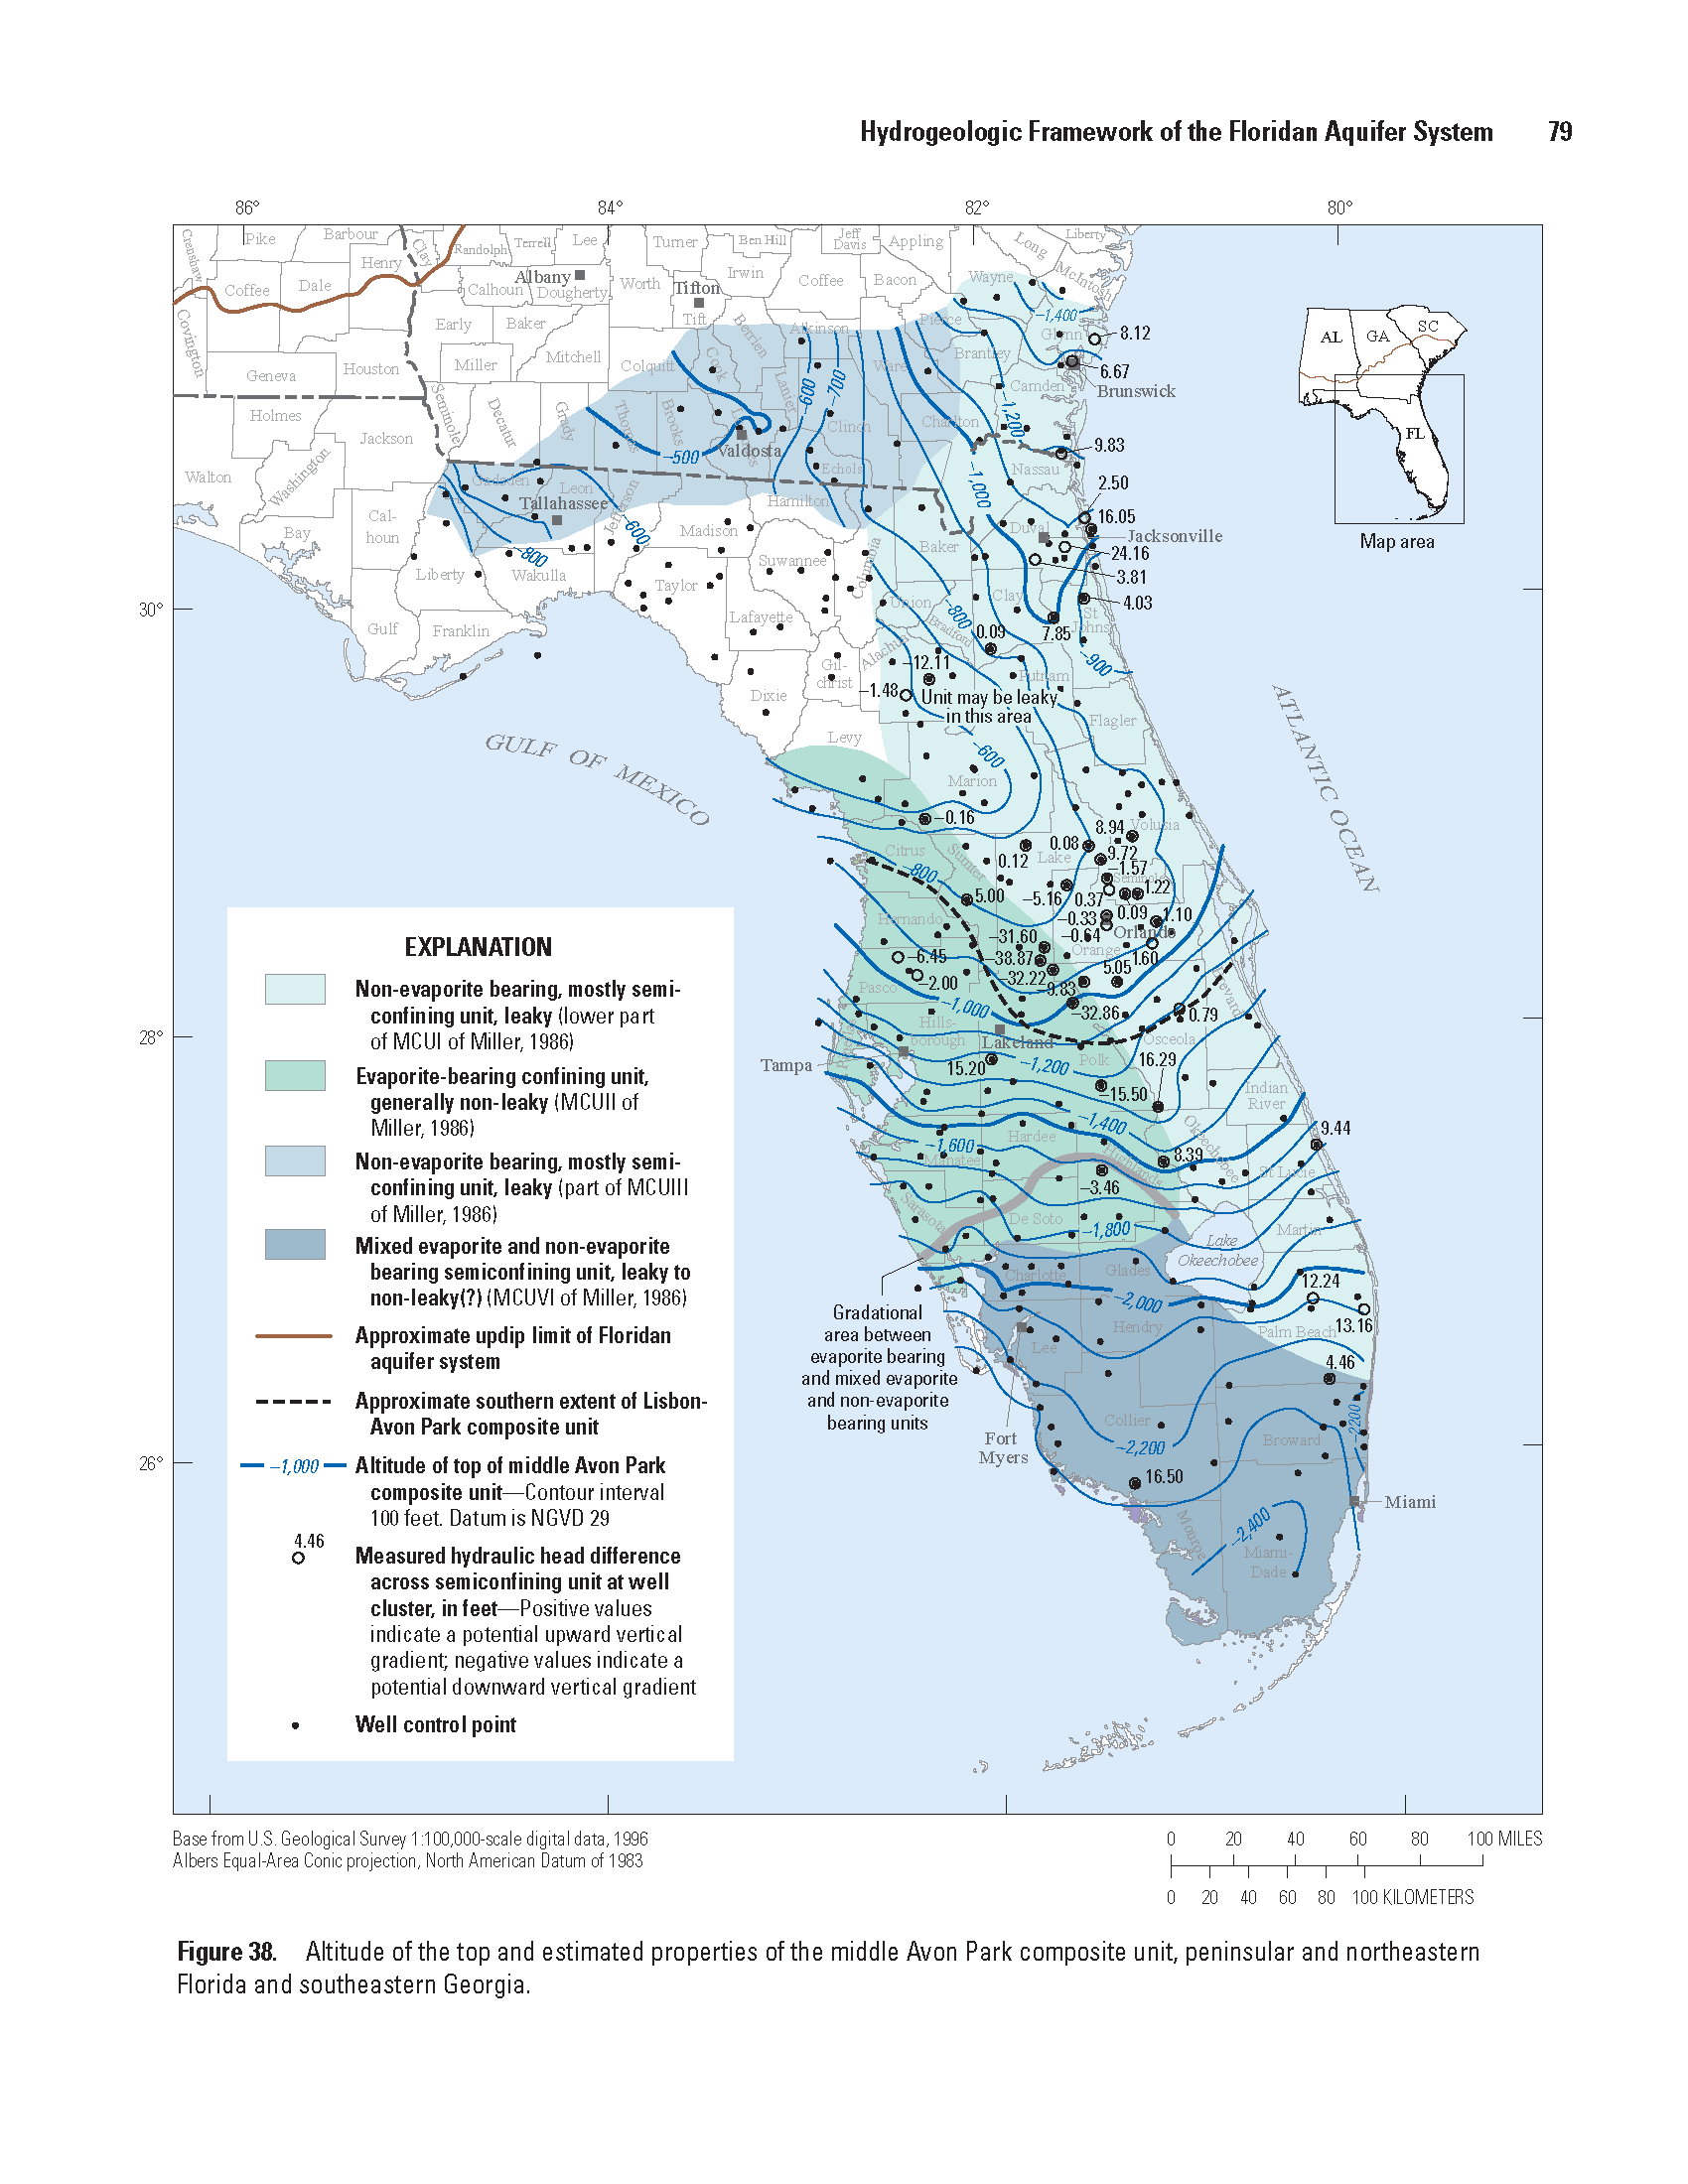 Hydrogeologic Framework of the Floridan Aquifer System 79
86° 84° 82° 80°
30°
28°
26°
Crenshaw
Pike
Barbour
Clay
Randolph
Terrell
Lee
Turner
Ben Hill
Jeff
Davis
Appling
Long
Liberty
Henry
Albany
Irwin
Wayne
McIntosh
Coffee
Dale
Calhoun
Dougherty
Worth
Tifton
Coffee
Bacon
Covington
Early
Baker
Tift
Berrien
Atkinson
Pierce
–1,400
Glynn
8.12
Geneva
Houston
Miller
Mitchell
Colquitt
Cook
Lanier
–600
–700
Ware
Brantley
6.67
Brunswick
Camden
Holmes
Jackson
Seminole
Decatur
Grady
Thomas
Brooks
Clinch
Charlton
–1,200
Walton
Washington
–500
Valdosta
Echols
9.83
Nassau
Gadsden
Leon
Tallahassee
Jefferson
Hamilton
–1,000
2.50
Bay
Cal-
houn
–600
Madison
Duval
16.05
Jacksonville
–800
Baker
24.16
Liberty
Wakulla
Taylor
Suwannee
Columbia
3.81
Clay
4.03
Gulf
Franklin
Lafayette
Union
Bradford
–800
0.09
7.85
St
Johns
Gil-
christ
Alachua
–12.11
–900
Dixie
–1.48
Putnam
Unit may be leaky
in this area
Flagler
Levy
–600
Marion
GULF OF MEXICO
ATLANTIC OCEAN
–0.16
8.94
Volusia
Citrus
Sumter
0.12
Lake
0.08
9.72
–1.57
Seminole
–800
5.00
–5.16
0.37
1.22
Hernando
–0.33
0.09
1.10
–31.60
–0.64
Orlando
–6.45
–38.87
Orange
1.60
Pasco
–2.00
–32.22
5.05
–9.83
Brevard
–1,000
–32.86
0.79
Hills-
borough
Lakeland
Osceola
Tampa
15.20
–1,200
Polk
16.29
–15.50
Indian
River
–1,400
Okeechobee
9.44
–1,600
Hardee
Manatee
Highlands
8.39
St Lucie
–3.46
Sarasota
De Soto
–1,800
Martin
Lake
Okeechobee
Charlotte
Glades
12.24
–2,000
Hendry
13.16
Palm Beach
Lee
4.46
Gradational
area between
evaporite bearing
and mixed evaporite
and non-evaporite
bearing units
Fort
Myers
Collier
–2,200
Broward
–2200
16.50
Miami
Monroe
–2,400
Miami-
Dade
AL
GA
SC
FL
Map area
EXPLANATION
Non-evaporite bearing, mostly semi-
confining unit, leaky (lower part
of MCUI of Miller, 1986)
Evaporite-bearing confining unit,
generally non-leaky (MCUII of
Miller, 1986)
Non-evaporite bearing, mostly semi-
confining unit, leaky (part of MCUIII
of Miller, 1986)
Mixed evaporite and non-evaporite
bearing semiconfining unit, leaky to
non-leaky(?) (MCUVI of Miller, 1986)
Approximate updip limit of Floridan
aquifer system
Approximate southern extent of Lisbon-
Avon Park composite unit
–1,000 Altitude of top of middle Avon Park
composite unit—Contour interval
100 feet. Datum is NGVD 29
4.46
Measured hydraulic head difference
across semiconfining unit at well
cluster, in feet—Positive values
indicate a potential upward vertical
gradient; negative values indicate a
potential downward vertical gradient
Well control point
Base from U.S. Geological Survey 1:100,000-scale digital data, 1996
Albers Equal-Area Conic projection, North American Datum of 1983
0 20 40 60 80 100 MILES
0 20 40 60 80 100 KILOMETERS
Figure 38. Altitude of the top and estimated properties of the middle Avon Park composite unit, peninsular and northeastern
Florida and southeastern Georgia.